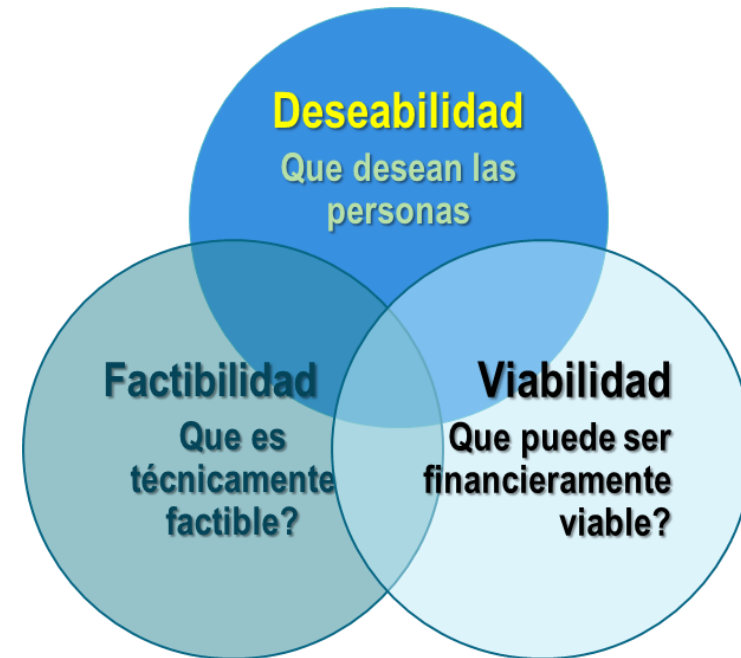 Deseabilidad
Que desean las
personas
Factibilidad
Que es
técnicamente
factible?
Viabilidad
Que puede ser
financieramente
viable?